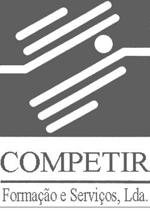 COMPETIR
Formação e Serviços, Lda.